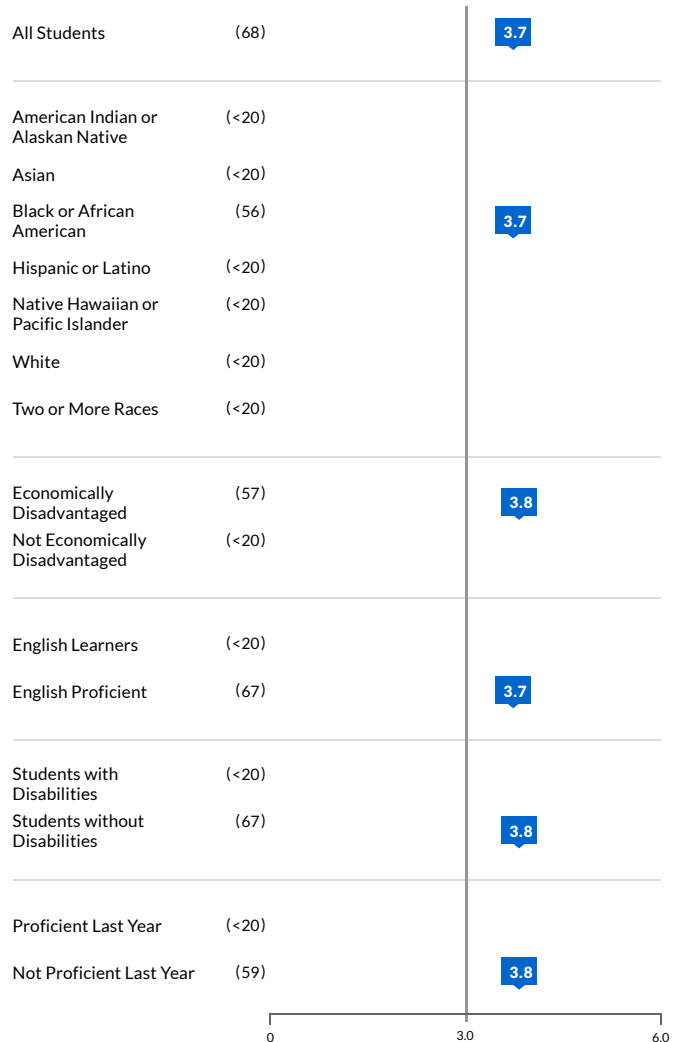 All Students (68) 3.7
American Indian or (<20)
Alaskan Native
Asian (<20)
Black or African (56) 3.7
American
Hispanic or Latino (<20)
Native Hawaiian or (<20)
Pacific Islander
White (<20)
Two or More Races (<20)
Economically (57) 3.8
Disadvantaged
Not Economically (<20)
Disadvantaged
English Learners (<20)
English Proficient (67) 3.7
Students with (<20)
Disabilities
Students without (67) 3.8
Disabilities
Proficient Last Year (<20)
Not Proficient Last Year (59) 3.8
0 3.0 6.0